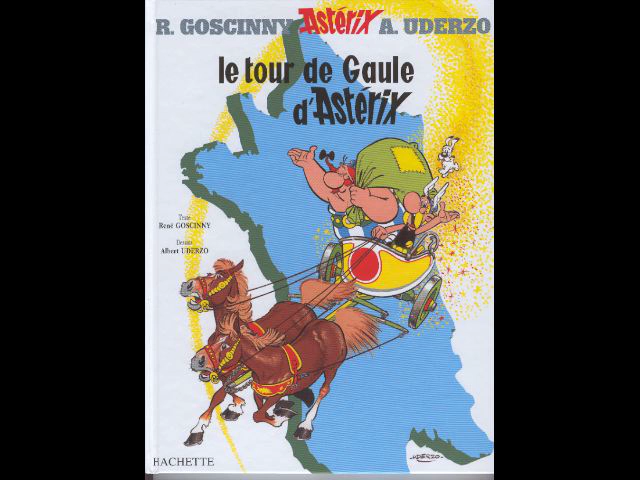 R. GOSCINNY Astérix A. UDERZO
le tour de Gaule
d'Astérix
Texte
René GOSCINNY
Dessins
Albert UDERZO
UDERZO
HACHETTE